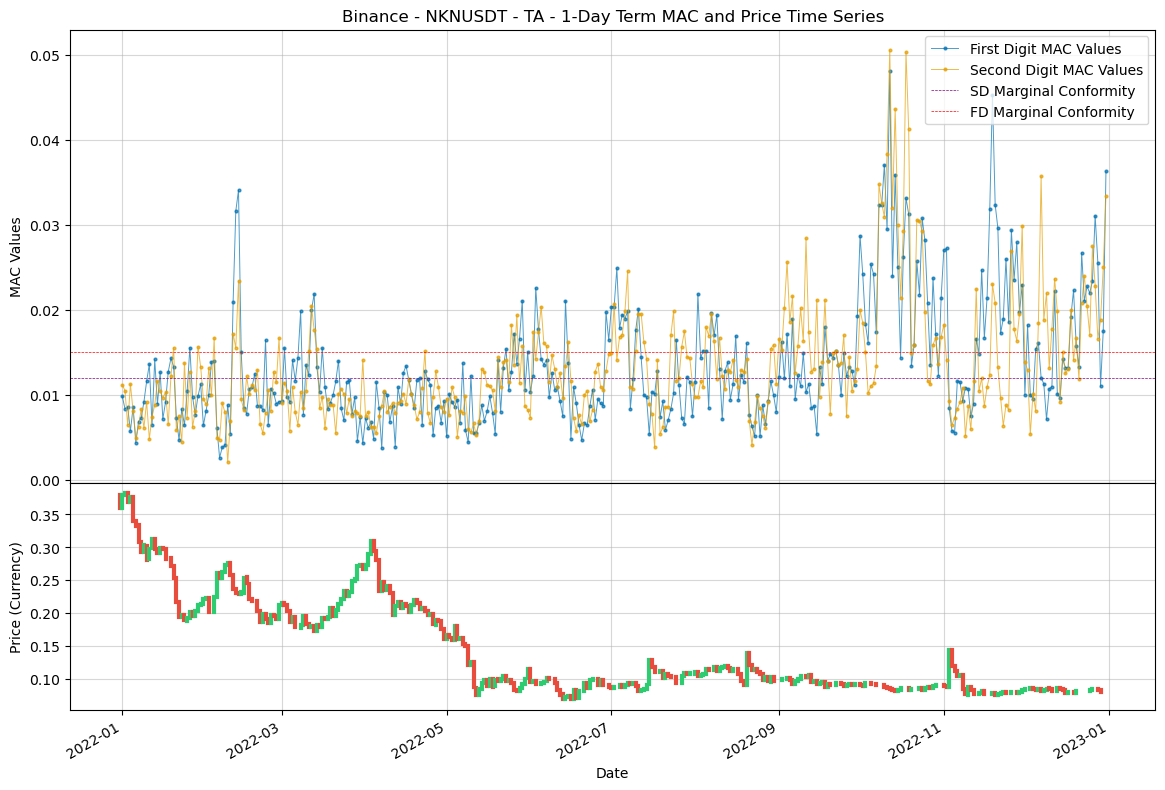 Binance - NKNUSDT - TA - 1-Day Term MAC and Price Time Series
First Digit MAC Values
Second Digit MAC Values
SD Marginal Conformity
FD Marginal Conformity
MAC Values
0.05
0.04
0.03
0.02
0.01
0.00
Price (Currency)
0.35
0.30
0.25
0.20
0.15
0.10
2022-01
2022-03
2022-05
2022-07
2022-09
2022-11
2023-01
Date